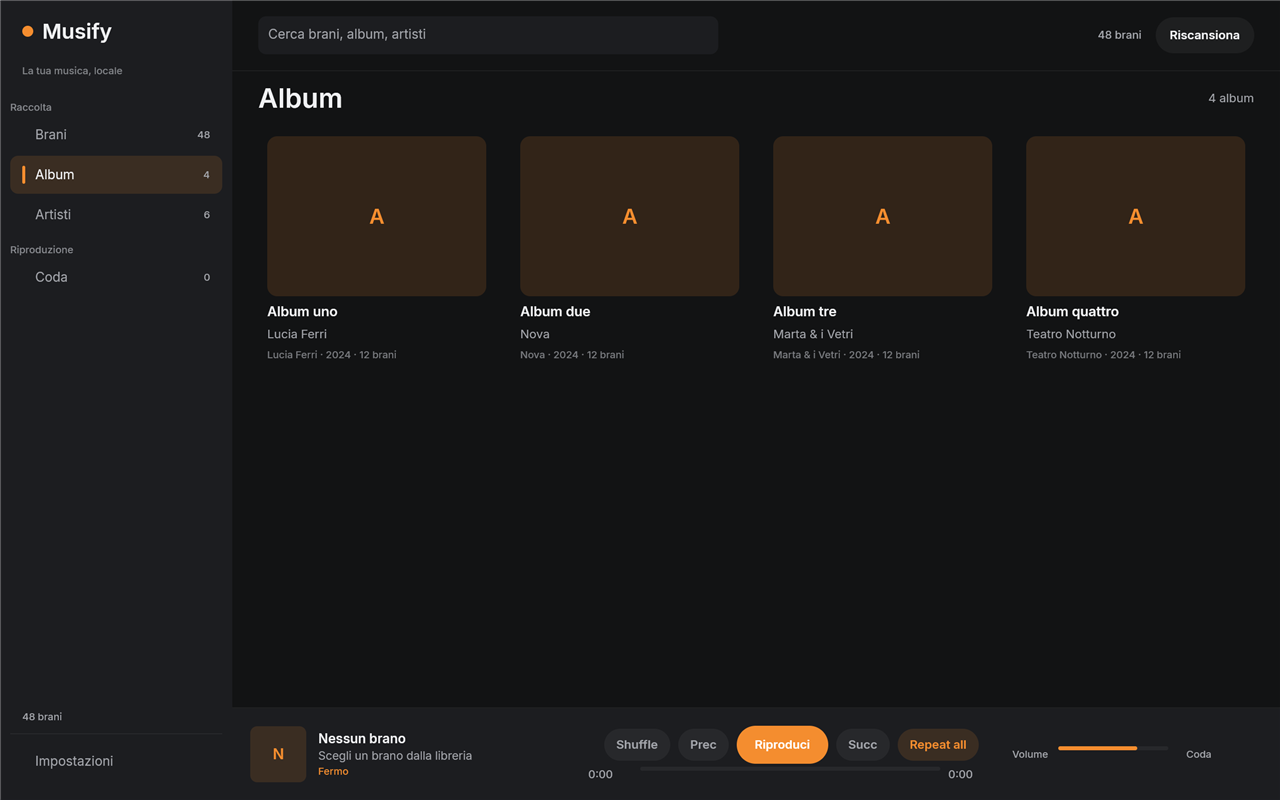 Musify
La tua musica, locale
Raccolta
Brani 48
Album 4
Artisti 6
Riproduzione
Coda 0
48 brani
Impostazioni
Cerca brani, album, artisti
48 brani
Riscansiona
Album
4 album
A
Album uno
Lucia Ferri
Lucia Ferri · 2024 · 12 brani
A
Album due
Nova
Nova · 2024 · 12 brani
A
Album tre
Marta & i Vetri
Marta & i Vetri · 2024 · 12 brani
A
Album quattro
Teatro Notturno
Teatro Notturno · 2024 · 12 brani
N
Nessun brano
Scegli un brano dalla libreria
Fermo
Shuffle Prec Riproduci Succ Repeat all
0:00 0:00
Volume Coda